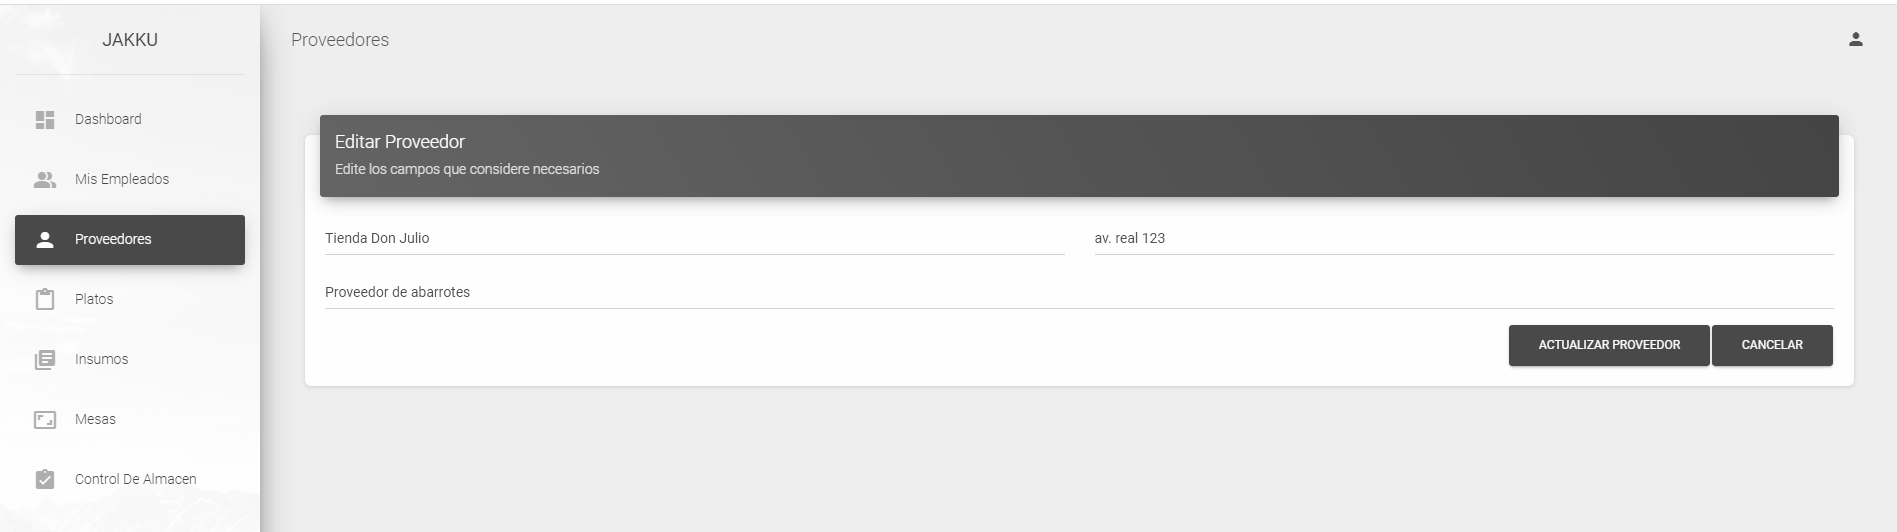 JAKKU
Proveedores
Dashboard
Mis Empleados
Proveedores
Platos
Insumos
Mesas
Control De Almacen
Editar Proveedor
Edite los campos que considere necesarios
Tienda Don Julio
av. real 123
Proveedor de abarrotes
ACTUALIZAR PROVEEDOR
CANCELAR